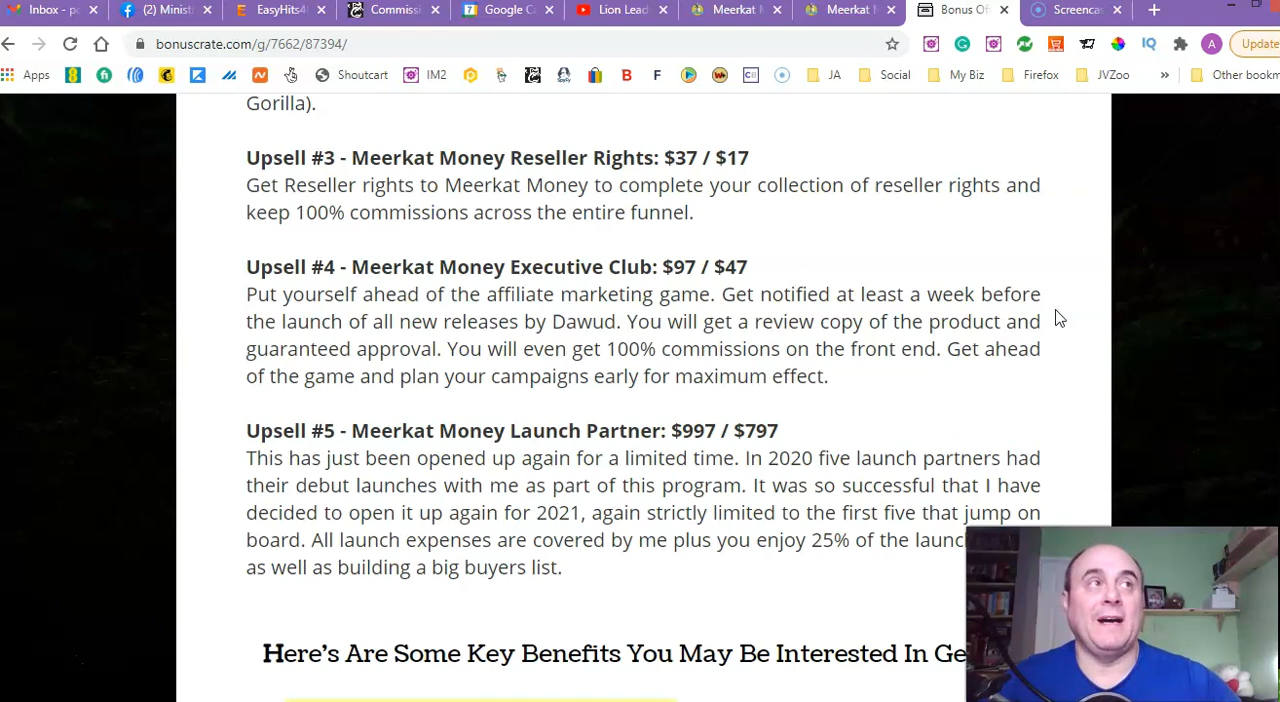 Inbox - po
(2) Minist
EasyHits4
Commissi
Google Ca
Lion Lead
Meerkat M
Meerkat M
Bonus Off
Screencas
bonuscrate.com/g/7662/87394/
A
Update
Apps
Shoutcart
IM2
B
F
JA
Social
My Biz
Firefox
JVZoo
»
Other bookm
Gorilla).
Upsell #3 - Meerkat Money Reseller Rights: $37 / $17
Get Reseller rights to Meerkat Money to complete your collection of reseller rights and
keep 100% commissions across the entire funnel.
Upsell #4 - Meerkat Money Executive Club: $97 / $47
Put yourself ahead of the affiliate marketing game. Get notified at least a week before
the launch of all new releases by Dawud. You will get a review copy of the product and
guaranteed approval. You will even get 100% commissions on the front end. Get ahead
of the game and plan your campaigns early for maximum effect.
Upsell #5 - Meerkat Money Launch Partner: $997 / $797
This has just been opened up again for a limited time. In 2020 five launch partners had
their debut launches with me as part of this program. It was so successful that I have
decided to open it up again for 2021, again strictly limited to the first five that jump on
board. All launch expenses are covered by me plus you enjoy 25% of the launc
as well as building a big buyers list.
Here's Are Some Key Benefits You May Be Interested In Ge